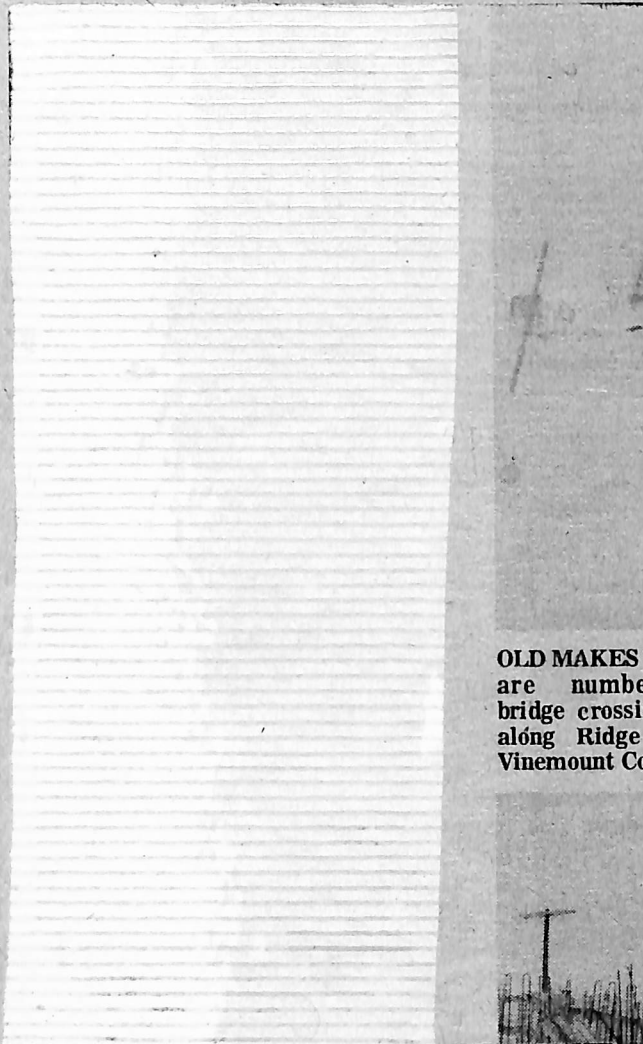 OLD MAKES
are numbe
bridge crossi
along Ridge
Vinemount Co